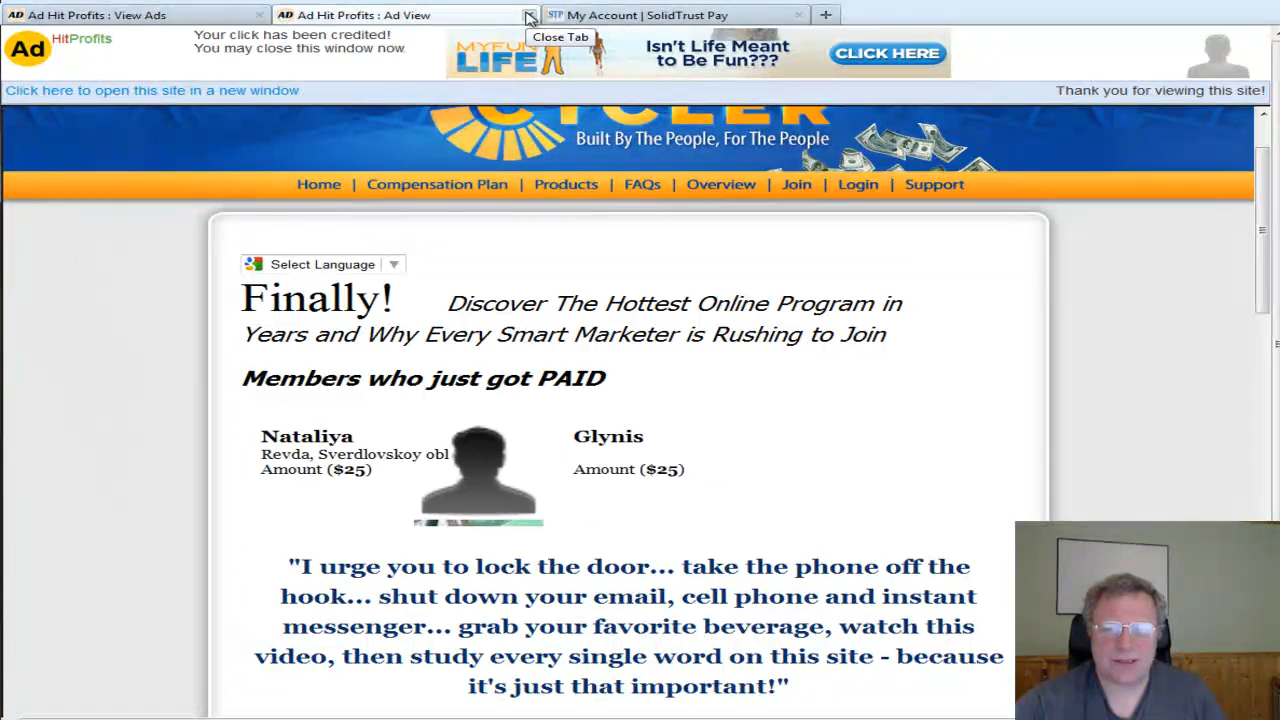 Ad Hit Profits : View Ads
Ad Hit Profits : Ad View
STP My Account | SolidTrust Pay
Close Tab
Ad HitProfits
Your click has been credited!
You may close this window now.
MYFUN LIFE
Isn't Life Meant
to Be Fun???
CLICK HERE
Click here to open this site in a new window
Thank you for viewing this site!
CYCLER
Built By The People, For The People
Home | Compensation Plan | Products | FAQs | Overview | Join | Login | Support
Select Language
Finally! Discover The Hottest Online Program in
Years and Why Every Smart Marketer is Rushing to Join
Members who just got PAID
Nataliya
Revda, Sverdlovskoy obl
Amount ($25)
Glynis
Amount ($25)
"I urge you to lock the door... take the phone off the
hook... shut down your email, cell phone and instant
messenger... grab your favorite beverage, watch this
video, then study every single word on this site - because
it's just that important!"